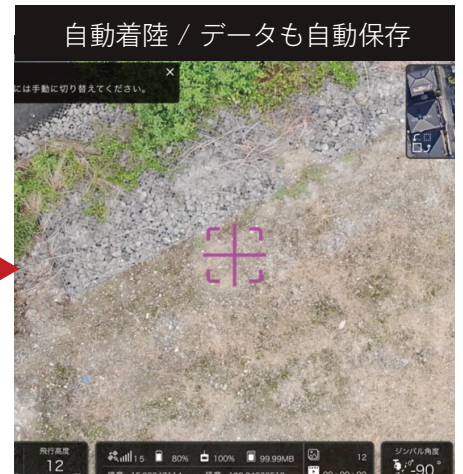 自動着陸 / データも自動保存
×
には手動に切り替えてください。
飛行高度
12
15
80%
100%
99.99MB
12
ジンバル角度
-90°